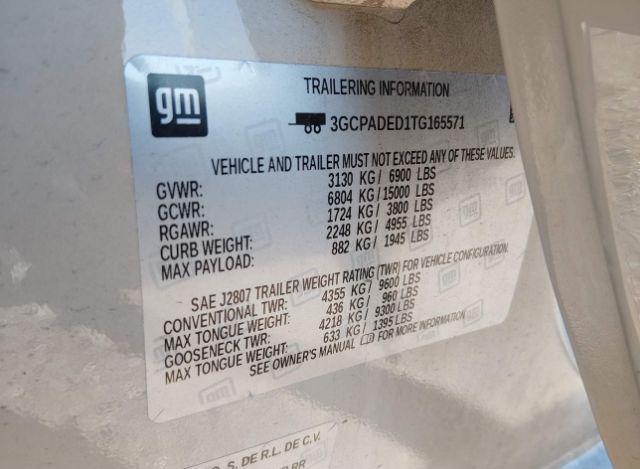 gm
TRAILERING INFORMATION
3GCPADED1TG165571
VEHICLE AND TRAILER MUST NOT EXCEED ANY OF THESE VALUES.
GVWR: 3130 KG / 6900 LBS
GCWR: 6804 KG / 15000 LBS
RGAWR: 1724 KG / 3800 LBS
CURB WEIGHT: 2248 KG / 4955 LBS
MAX PAYLOAD: 882 KG / 1945 LBS
SAE J2807 TRAILER WEIGHT RATING (TWR) FOR VEHICLE CONFIGURATION.
CONVENTIONAL TWR: 4355 KG / 9600 LBS
MAX TONGUE WEIGHT: 436 KG / 960 LBS
GOOSENECK TWR: 4218 KG / 9300 LBS
MAX TONGUE WEIGHT: 633 KG / 1395 LBS
SEE OWNER'S MANUAL FOR MORE INFORMATION
S. DE R.L. DE C.V.